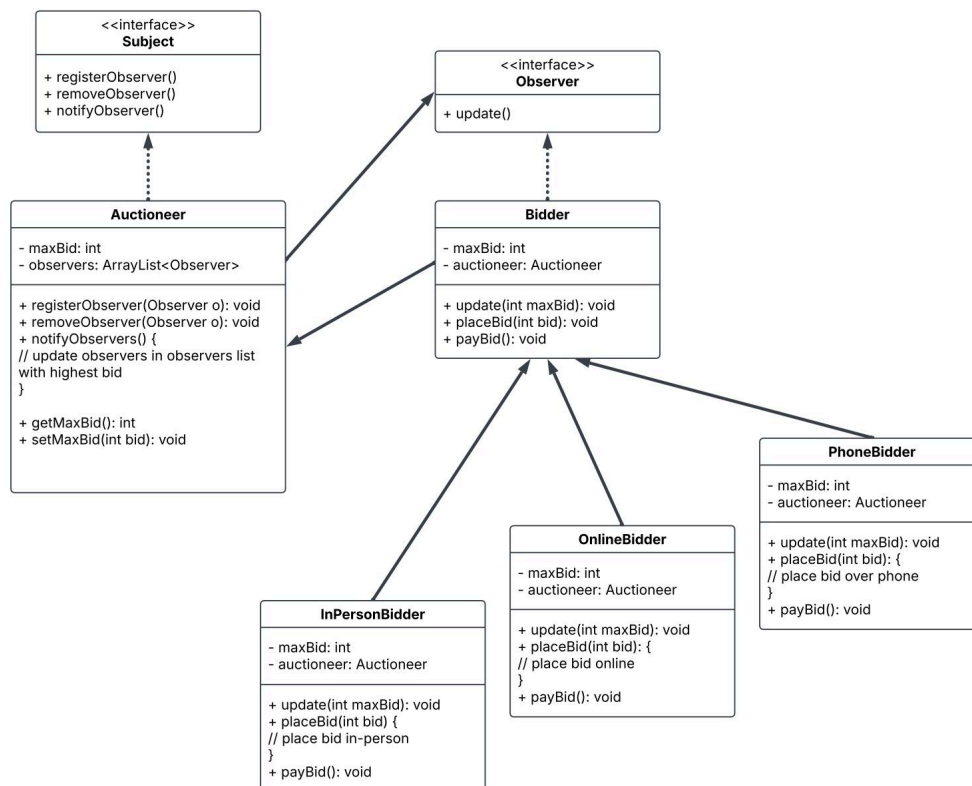 <<interface>>
Subject
+ registerObserver()
+ removeObserver()
+ notifyObserver()
<<interface>>
Observer
+ update()
Auctioneer
- maxBid: int
- observers: ArrayList<Observer>
+ registerObserver(Observer o): void
+ removeObserver(Observer o): void
+ notifyObservers() {
// update observers in observers list
with highest bid
}
+ getMaxBid(): int
+ setMaxBid(int bid): void
Bidder
- maxBid: int
- auctioneer: Auctioneer
+ update(int maxBid): void
+ placeBid(int bid): void
+ payBid(): void
PhoneBidder
- maxBid: int
- auctioneer: Auctioneer
+ update(int maxBid): void
+ placeBid(int bid): {
// place bid over phone
}
+ payBid(): void
OnlineBidder
- maxBid: int
- auctioneer: Auctioneer
+ update(int maxBid): void
+ placeBid(int bid): {
// place bid online
}
+ payBid(): void
InPersonBidder
- maxBid: int
- auctioneer: Auctioneer
+ update(int maxBid): void
+ placeBid(int bid) {
// place bid in-person
}
+ payBid(): void